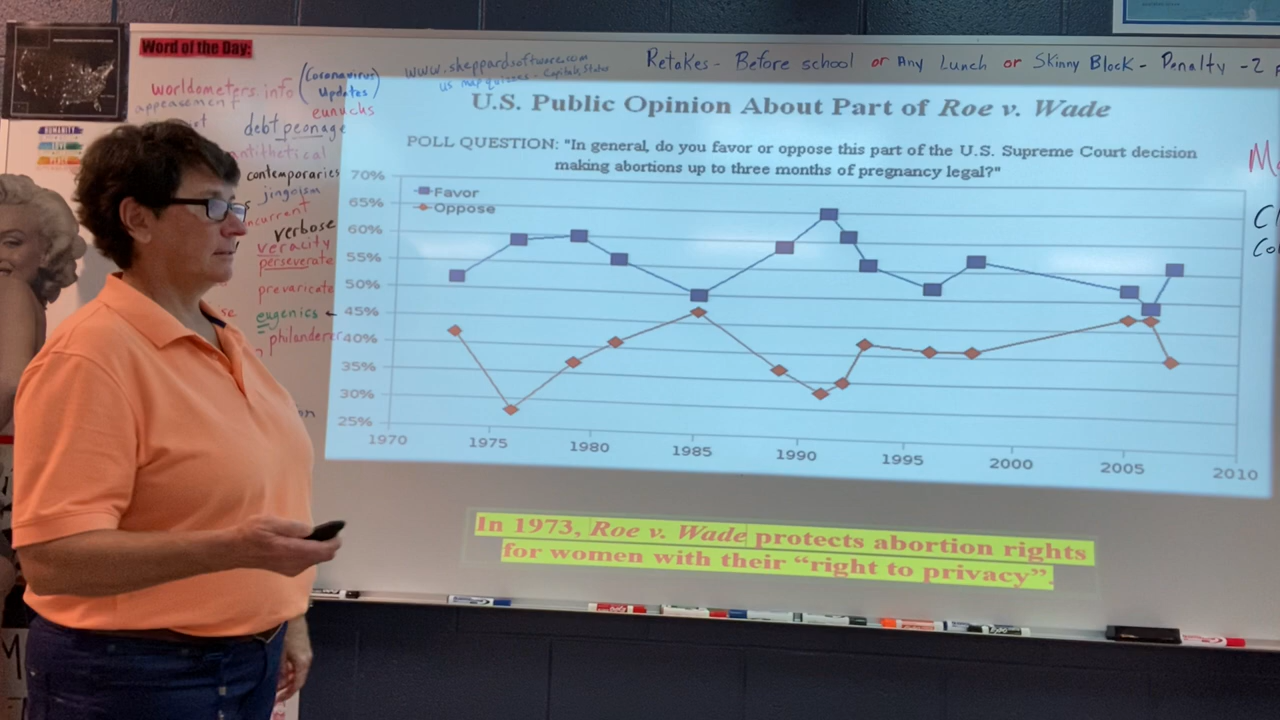 Word of the Day:
worldometers.info (Coronavirus Updates)
appeasement
eunuchs
debt peonage
antithetical
contemporaries
jingoism
verbose
veracity
perseverate
prevaricate
eugenics
philanderer
www.sheppardsoftware.com
us map quizzes - Capitals, States
Retakes - Before school or Any Lunch or Skinny Block - Penalty -2
U.S. Public Opinion About Part of Roe v. Wade
POLL QUESTION: "In general, do you favor or oppose this part of the U.S. Supreme Court decision
making abortions up to three months of pregnancy legal?"
Favor
Oppose
70%
65%
60%
55%
50%
45%
40%
35%
30%
25%
1970 1975 1980 1985 1990 1995 2000 2005 2010
In 1973, Roe v. Wade protects abortion rights
for women with their “right to privacy”.
HUMANITY
LOVE
PEACE